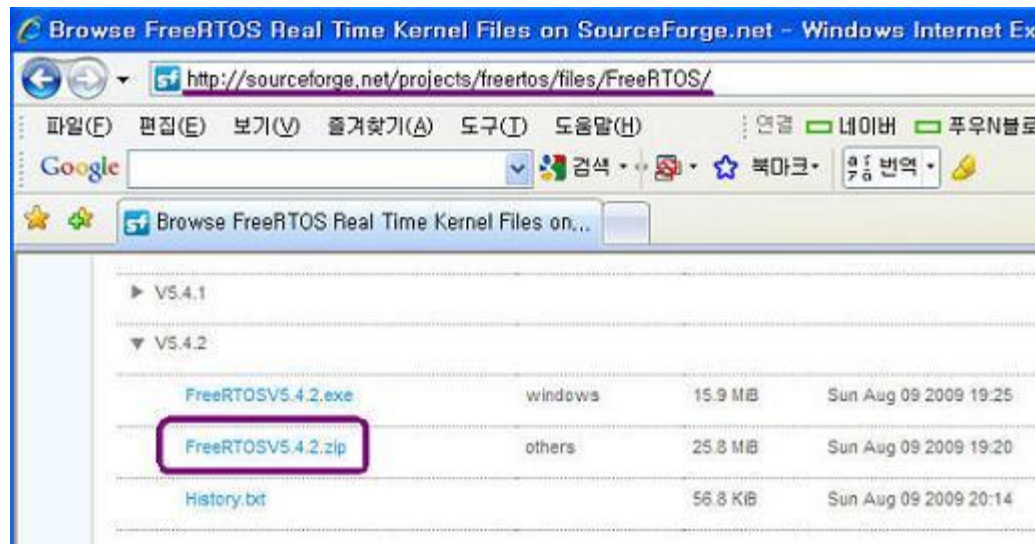 Browse FreeRTOS Real Time Kernel Files on SourceForge.net - Windows Internet Ex
http://sourceforge.net/projects/freertos/files/FreeRTOS/
파일(F) 편집(E) 보기(V) 즐겨찾기(A) 도구(T) 도움말(H) 연결 네이버 푸우N블로
Google 검색 북마크 번역
Browse FreeRTOS Real Time Kernel Files on...
V5.4.1
V5.4.2
FreeRTOSV5.4.2.exe windows 15.9 MiB Sun Aug 09 2009 19:25
FreeRTOSV5.4.2.zip others 25.8 MiB Sun Aug 09 2009 19:20
History.txt 56.8 KiB Sun Aug 09 2009 20:14